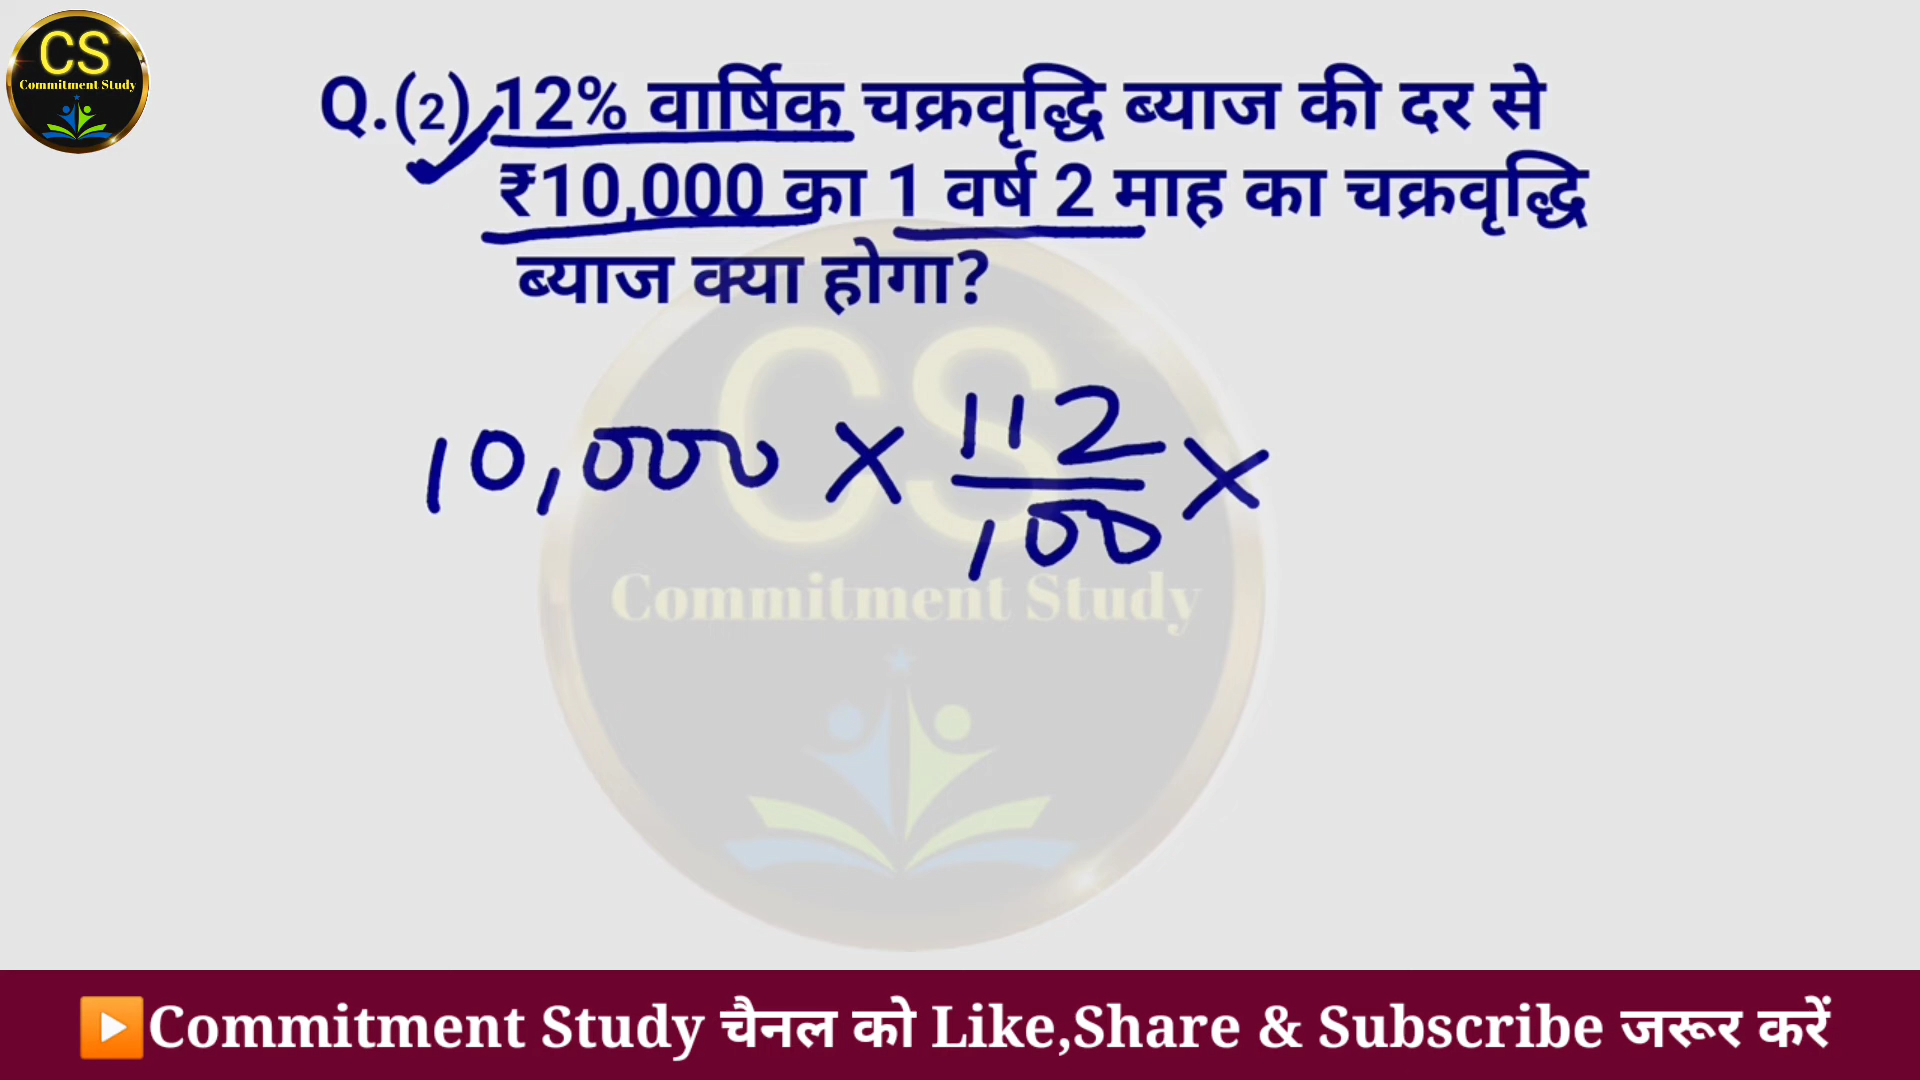 CS
Commitment Study
Q.(2) 12% वार्षिक चक्रवृद्धि ब्याज की दर से
₹10,000 का 1 वर्ष 2 माह का चक्रवृद्धि
ब्याज क्या होगा?
10,000 × 112/100 ×
CS
Commitment Study
▶Commitment Study चैनल को Like,Share & Subscribe जरूर करें